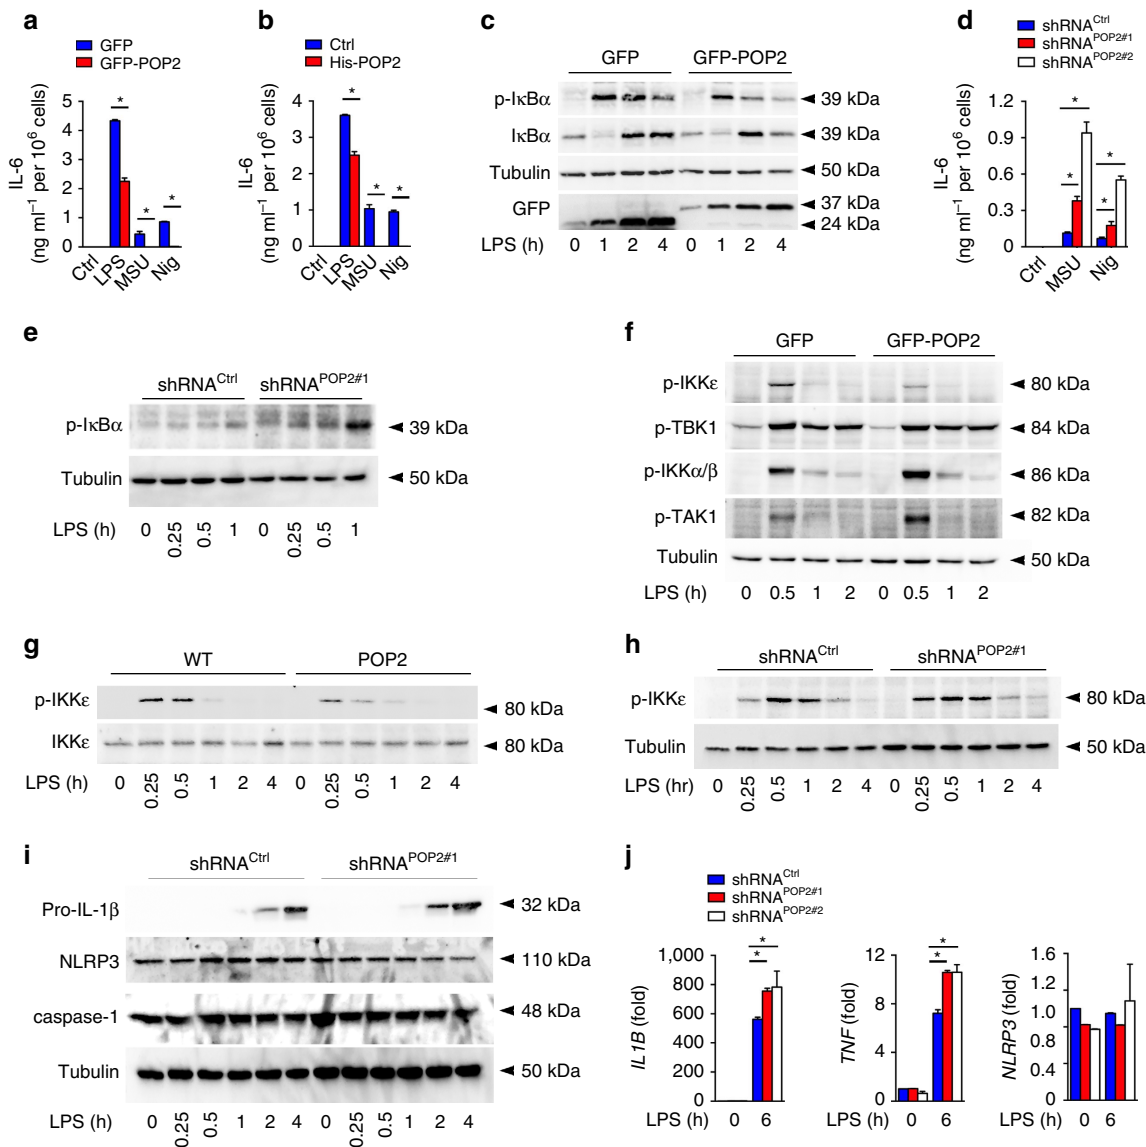 a
GFP
GFP-POP2
IL-6
(ng ml⁻¹ per 10⁶ cells)
5
4
3
2
1
0
*
*
*
Ctrl
LPS
MSU
Nig
b
Ctrl
His-POP2
IL-6
(ng ml⁻¹ per 10⁶ cells)
4
3
2
1
0
*
*
*
Ctrl
LPS
MSU
Nig
c
GFP GFP-POP2
p-IκBα 39 kDa
IκBα 39 kDa
Tubulin 50 kDa
GFP 37 kDa
24 kDa
LPS (h) 0 1 2 4 0 1 2 4
d
shRNA^Ctrl
shRNA^POP2#1
shRNA^POP2#2
IL-6
(ng ml⁻¹ per 10⁶ cells)
1.2
0.9
0.6
0.3
0
*
*
*
*
Ctrl
MSU
Nig
e
shRNA^Ctrl shRNA^POP2#1
p-IκBα 39 kDa
Tubulin 50 kDa
LPS (h) 0 0.25 0.5 1 0 0.25 0.5 1
f
GFP GFP-POP2
p-IKKε 80 kDa
p-TBK1 84 kDa
p-IKKα/β 86 kDa
p-TAK1 82 kDa
Tubulin 50 kDa
LPS (h) 0 0.5 1 2 0 0.5 1 2
g
WT POP2
p-IKKε 80 kDa
IKKε 80 kDa
LPS (h) 0 0.25 0.5 1 2 4 0 0.25 0.5 1 2 4
h
shRNA^Ctrl shRNA^POP2#1
p-IKKε 80 kDa
Tubulin 50 kDa
LPS (hr) 0 0.25 0.5 1 2 4 0 0.25 0.5 1 2 4
i
shRNA^Ctrl shRNA^POP2#1
Pro-IL-1β 32 kDa
NLRP3 110 kDa
caspase-1 48 kDa
Tubulin 50 kDa
LPS (h) 0 0.25 0.5 1 2 4 0 0.25 0.5 1 2 4
j
shRNA^Ctrl
shRNA^POP2#1
shRNA^POP2#2
IL1B (fold)
1,000
800
600
400
200
0
*
*
LPS (h) 0 6
TNF (fold)
12
8
4
0
*
*
LPS (h) 0 6
NLRP3 (fold)
1.6
1.2
0.8
0.4
0
LPS (h) 0 6